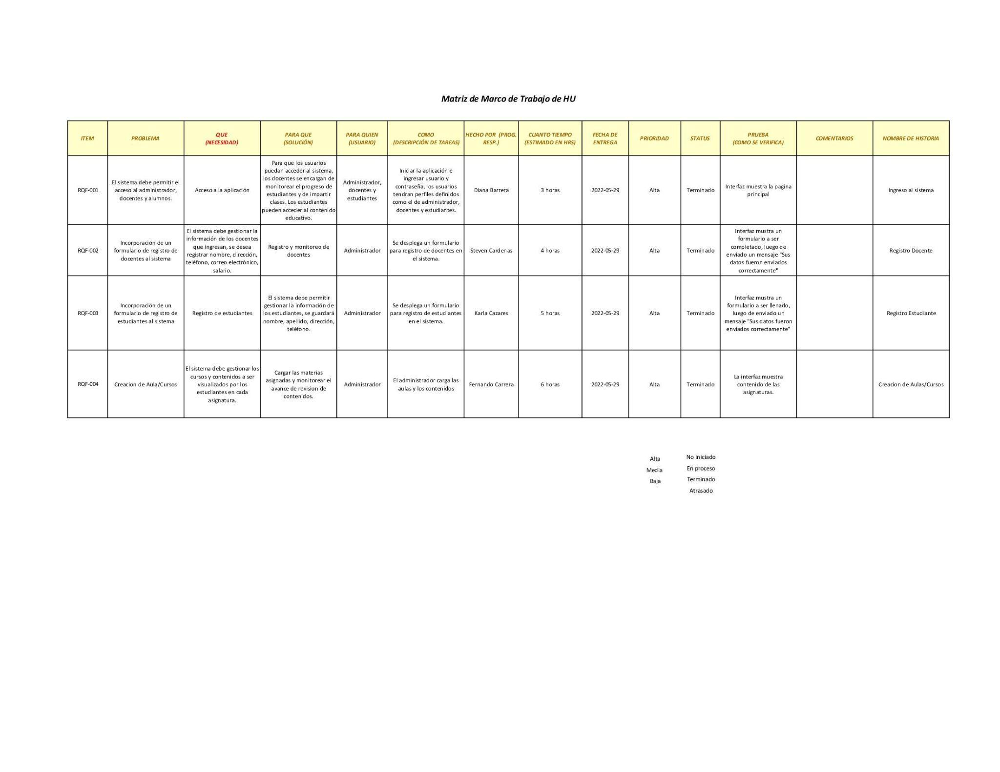 Matriz de Marco de Trabajo de HU
ITEM
PROBLEMA
QUE
(NECESIDAD)
PARA QUE
(SOLUCIÓN)
PARA QUIEN
(USUARIO)
COMO
(DESCRIPCIÓN DE TAREAS)
HECHO POR (PROG.
RESP.)
CUANTO TIEMPO
(ESTIMADO EN HRS)
FECHA DE
ENTREGA
PRIORIDAD
STATUS
PRUEBA
(COMO SE VERIFICA)
COMENTARIOS
NOMBRE DE HISTORIA
RQF-001
El sistema debe permitir el
acceso al administrador,
docentes y alumnos.
Acceso a la aplicación
Para que los usuarios
puedan acceder al sistema,
los docentes se encargan de
monitorear el progreso de
estudiantes y de impartir
clases. Los estudiantes
pueden acceder al contenido
educativo.
Administrador,
docentes y
estudiantes
Iniciar la aplicación e
ingresar usuario y
contraseña, los usuarios
tendran perfiles definidos
como el de administrador,
docentes y estudiantes.
Diana Barrera
3 horas
2022-05-29
Alta
Terminado
Interfaz muestra la pagina
principal
Ingreso al sistema
RQF-002
Incorporación de un
formulario de registro de
docentes al sistema
El sistema debe gestionar la
información de los docentes
que ingresan, se desea
registrar nombre, dirección,
teléfono, correo electrónico,
salario.
Registro y monitoreo de
docentes
Administrador
Se desplega un formulario
para registro de docentes en
el sistema.
Steven Cardenas
4 horas
2022-05-29
Alta
Terminado
Interfaz mustra un
formulario a ser
completado, luego de
enviado un mensaje "Sus
datos fueron enviados
correctamente"
Registro Docente
RQF-003
Incorporación de un
formulario de registro de
estudiantes al sistema
Registro de estudiantes
El sistema debe permitir
gestionar la información de
los estudiantes, se guardará
nombre, apellido, dirección,
teléfono.
Administrador
Se desplega un formulario
para registro de estudiantes
en el sistema.
Karla Cazares
5 horas
2022-05-29
Alta
Terminado
Interfaz mustra un
formulario a ser llenado,
luego de enviado un
mensaje "Sus datos fueron
enviados correctamente"
Registro Estudiante
RQF-004
Creacion de Aula/Cursos
El sistema debe gestionar los
cursos y contenidos a ser
visualizados por los
estudiantes en cada
asignatura.
Cargar las materias
asignadas y monitorear el
avance de revision de
contenidos.
Administrador
El administrador carga las
aulas y los contenidos
Fernando Carrera
6 horas
2022-05-29
Alta
Terminado
La interfaz muestra
contenido de las
asignaturas.
Creacion de Aulas/Cursos
Alta
Media
Baja
No iniciado
En proceso
Terminado
Atrasado